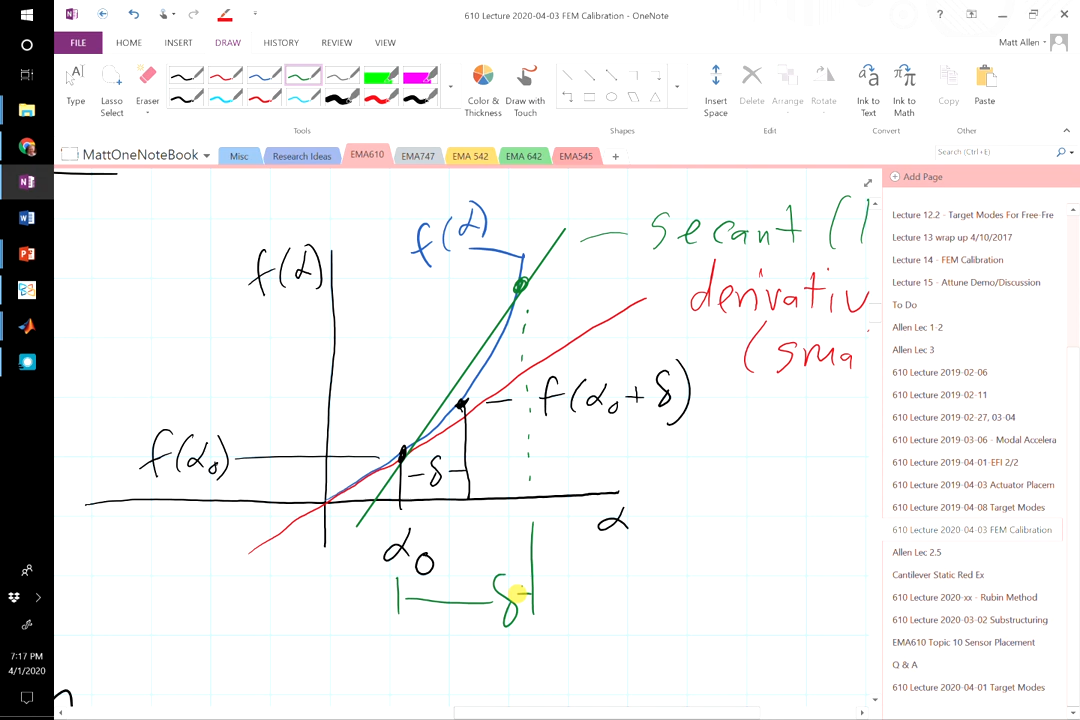 610 Lecture 2020-04-03 FEM Calibration - OneNote
FILE HOME INSERT DRAW HISTORY REVIEW VIEW
Matt Allen
Type
Lasso Select
Eraser
Color & Thickness
Draw with Touch
Insert Space
Delete
Arrange
Rotate
Ink to Text
Ink to Math
Copy
Paste
Tools
Shapes
Edit
Convert
Other
MattOneNoteBook
Misc
Research Ideas
EMA610
EMA747
EMA 542
EMA 642
EMA545
Search (Ctrl+E)
Add Page
Lecture 12.2 - Target Modes For Free-Fre
Lecture 13 wrap up 4/10/2017
Lecture 14 - FEM Calibration
Lecture 15 - Attune Demo/Discussion
To Do
Allen Lec 1-2
Allen Lec 3
610 Lecture 2019-02-06
610 Lecture 2019-02-11
610 Lecture 2019-02-27, 03-04
610 Lecture 2019-03-06 - Modal Accelera
610 Lecture 2019-04-01-EFI 2/2
610 Lecture 2019-04-03 Actuator Placem
610 Lecture 2019-04-08 Target Modes
610 Lecture 2020-04-03 FEM Calibration
Allen Lec 2.5
Cantilever Static Red Ex
610 Lecture 2020-xx - Rubin Method
610 Lecture 2020-03-02 Substructuring
EMA610 Topic 10 Sensor Placement
Q & A
610 Lecture 2020-04-01 Target Modes
f(α)
f(α)
secant (
derivativ
(sma
f(α₀+δ)
f(α₀)
δ
α
α₀
δ
7:17 PM
4/1/2020